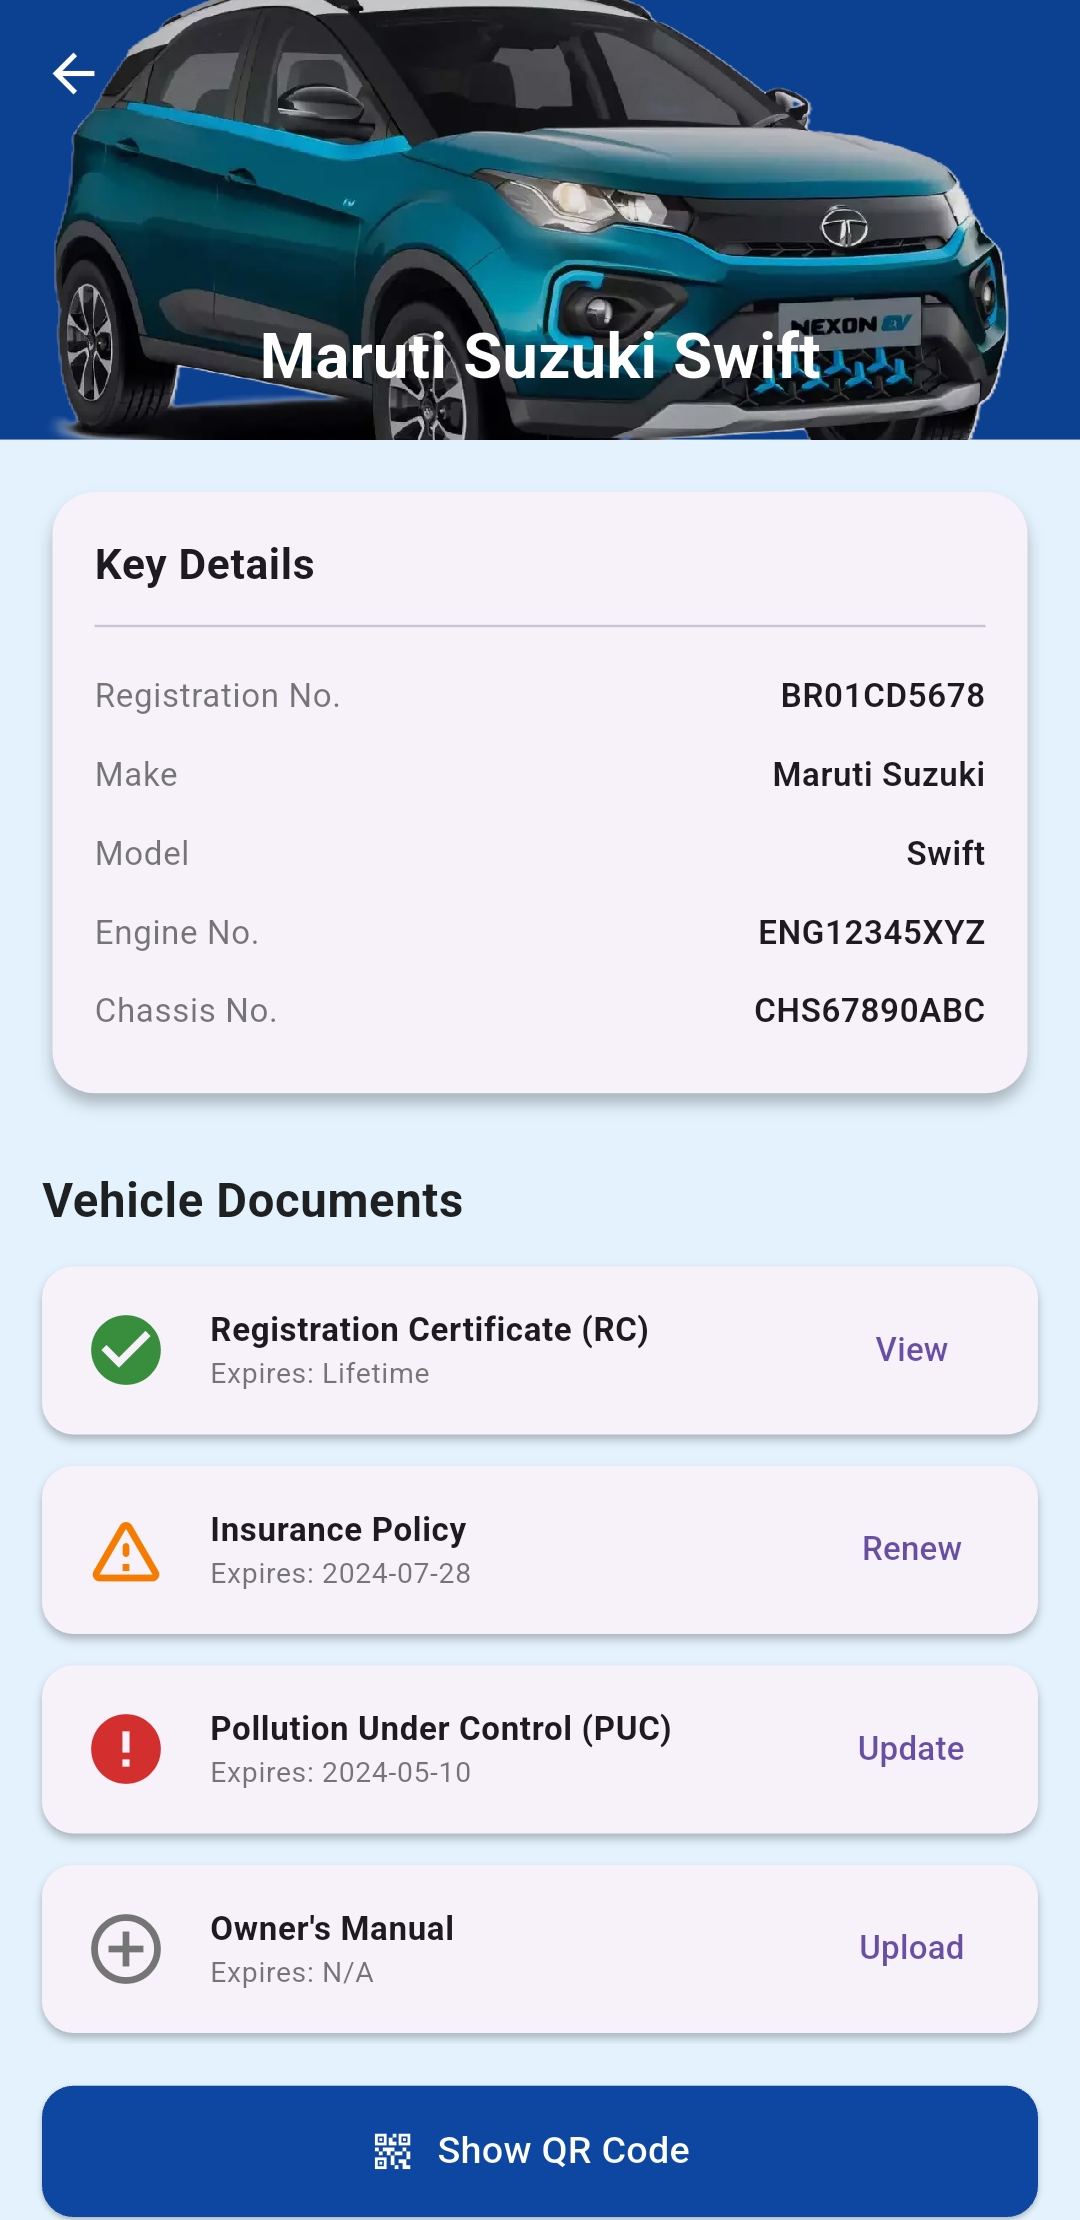 NEXON EV
Maruti Suzuki Swift
Key Details
Registration No. BR01CD5678
Make Maruti Suzuki
Model Swift
Engine No. ENG12345XYZ
Chassis No. CHS67890ABC
Vehicle Documents
Registration Certificate (RC)
Expires: Lifetime
View
Insurance Policy
Expires: 2024-07-28
Renew
Pollution Under Control (PUC)
Expires: 2024-05-10
Update
Owner's Manual
Expires: N/A
Upload
Show QR Code